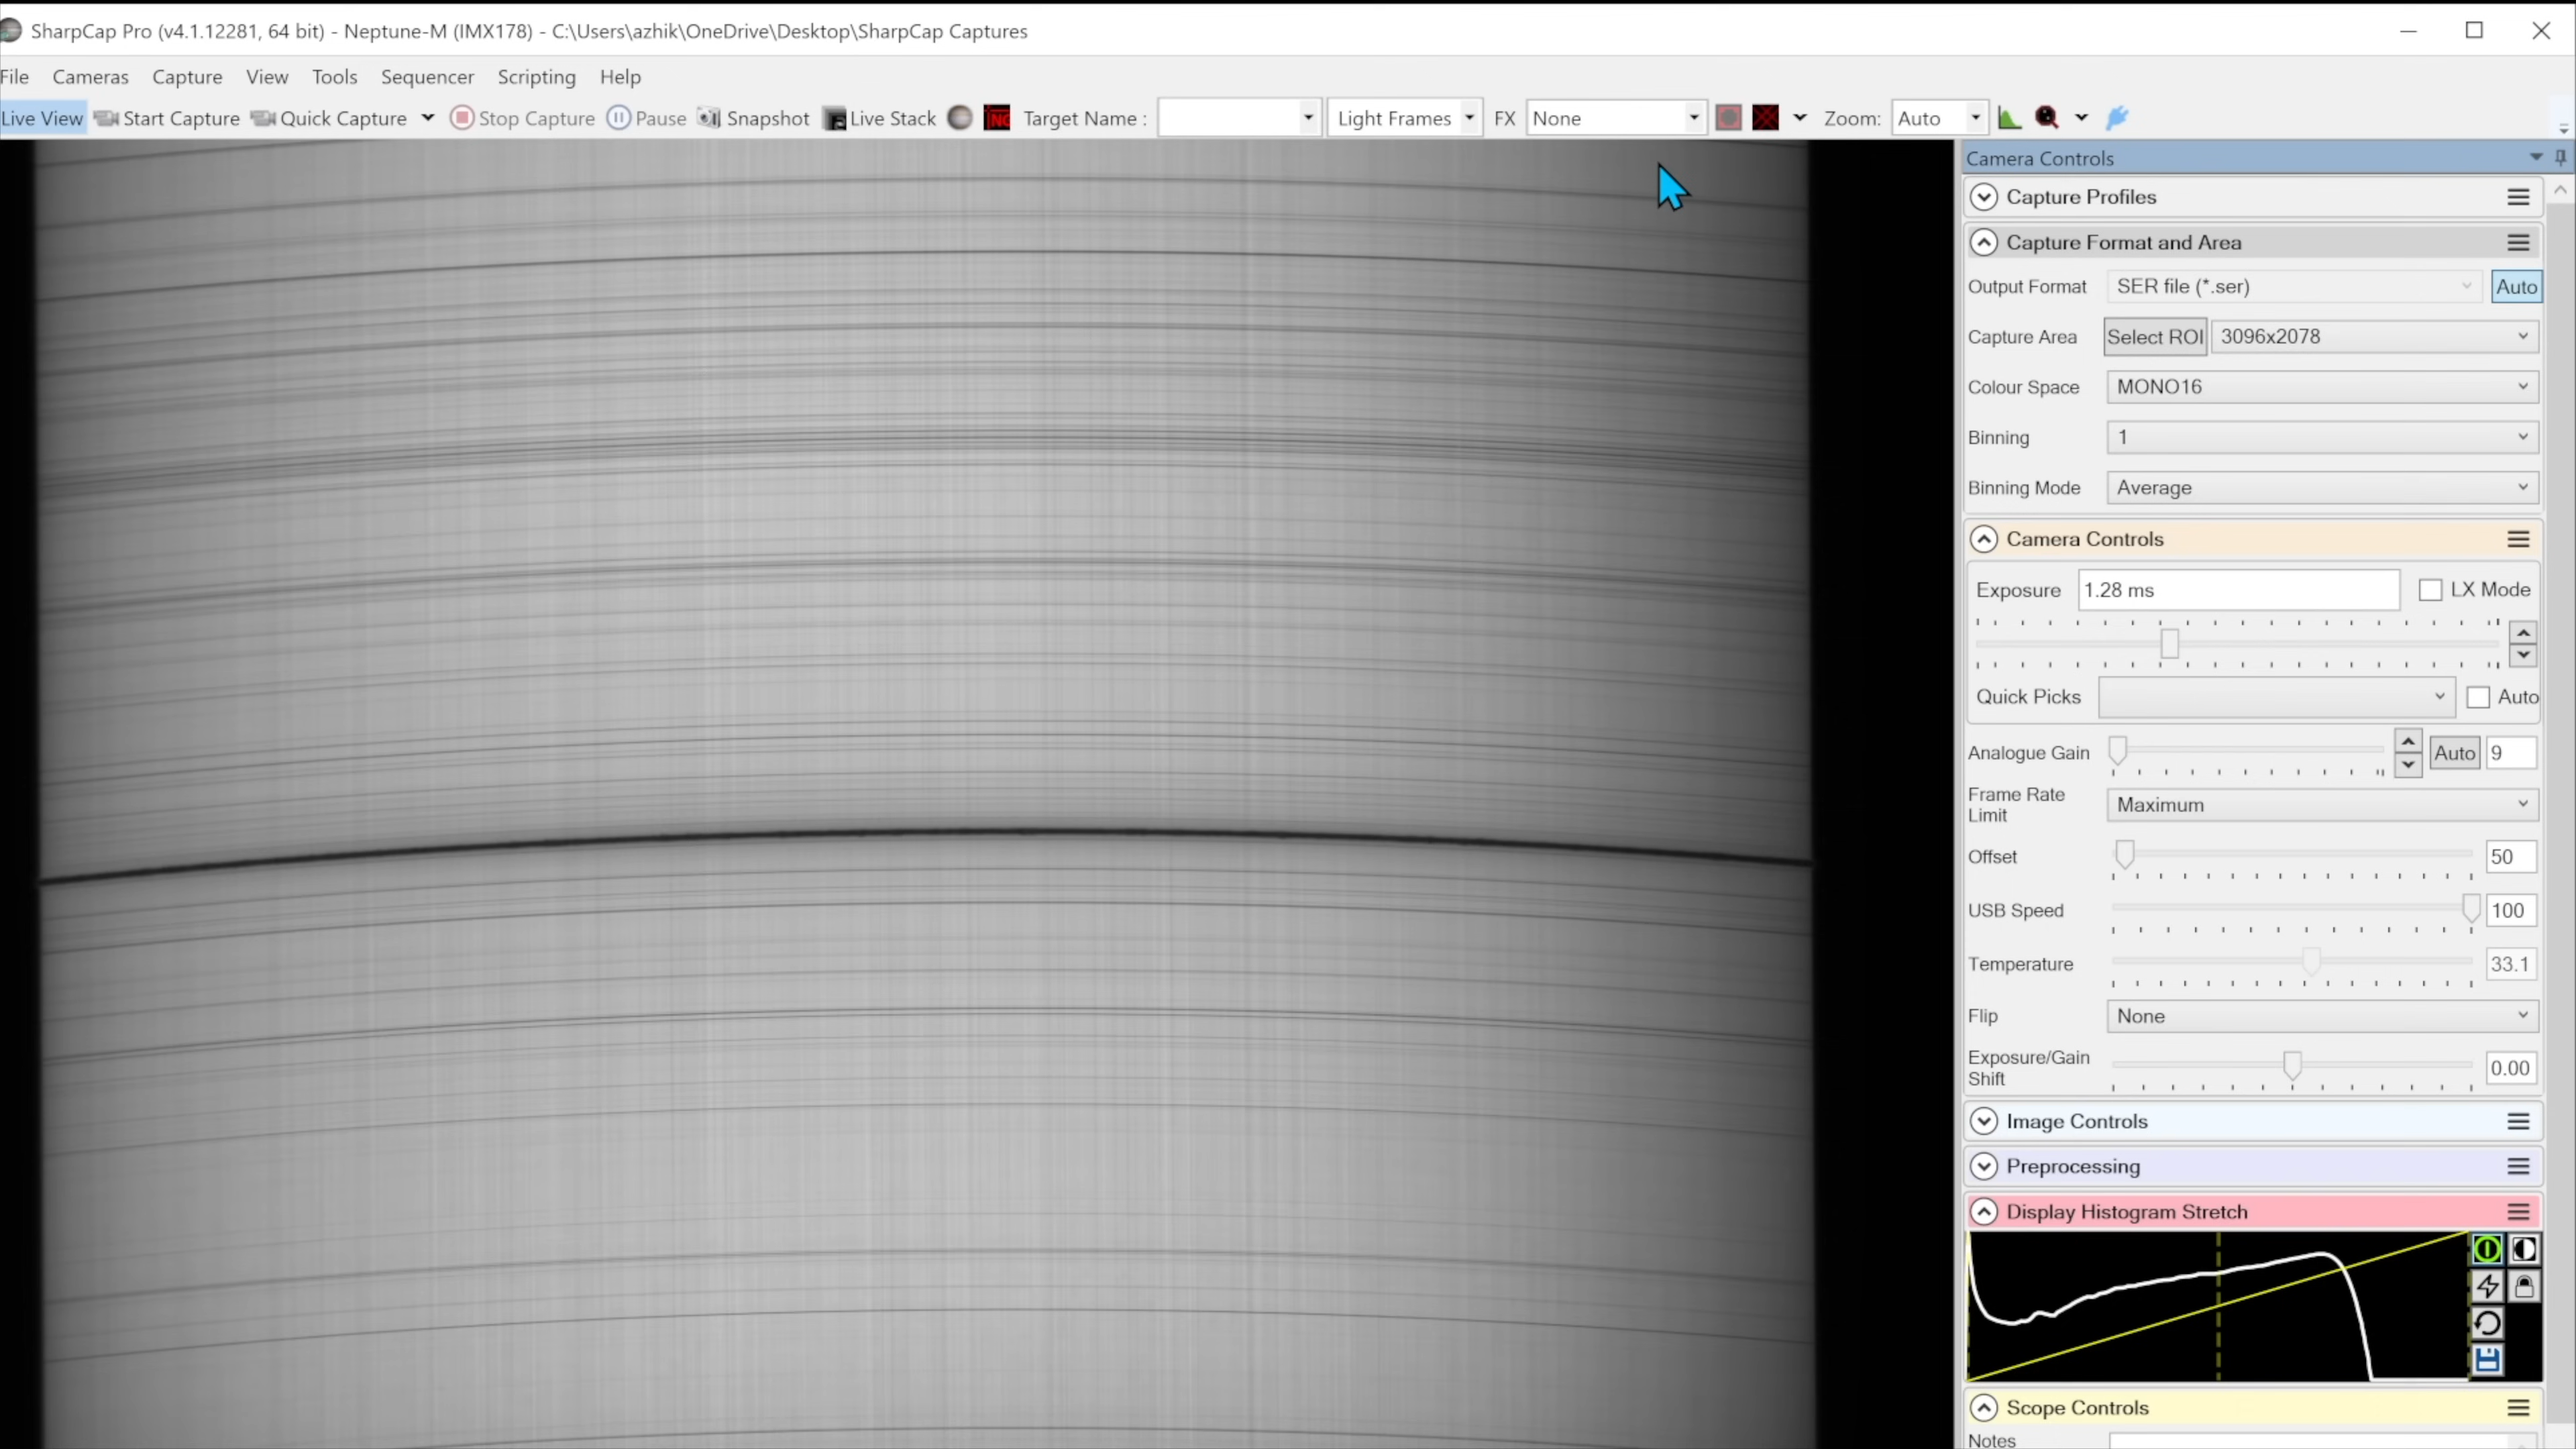 SharpCap Pro (v4.1.12281, 64 bit) - Neptune-M (IMX178) - C:\Users\azhik\OneDrive\Desktop\SharpCap Captures
File Cameras Capture View Tools Sequencer Scripting Help
Live View Start Capture Quick Capture Stop Capture Pause Snapshot Live Stack Target Name : Light Frames FX None Zoom: Auto
Camera Controls
Capture Profiles
Capture Format and Area
Output Format SER file (*.ser) Auto
Capture Area Select ROI 3096x2078
Colour Space MONO16
Binning 1
Binning Mode Average
Camera Controls
Exposure 1.28 ms LX Mode
Quick Picks Auto
Analogue Gain Auto 9
Frame Rate
Limit Maximum
Offset 50
USB Speed 100
Temperature 33.1
Flip None
Exposure/Gain
Shift 0.00
Image Controls
Preprocessing
Display Histogram Stretch
Scope Controls
Notes